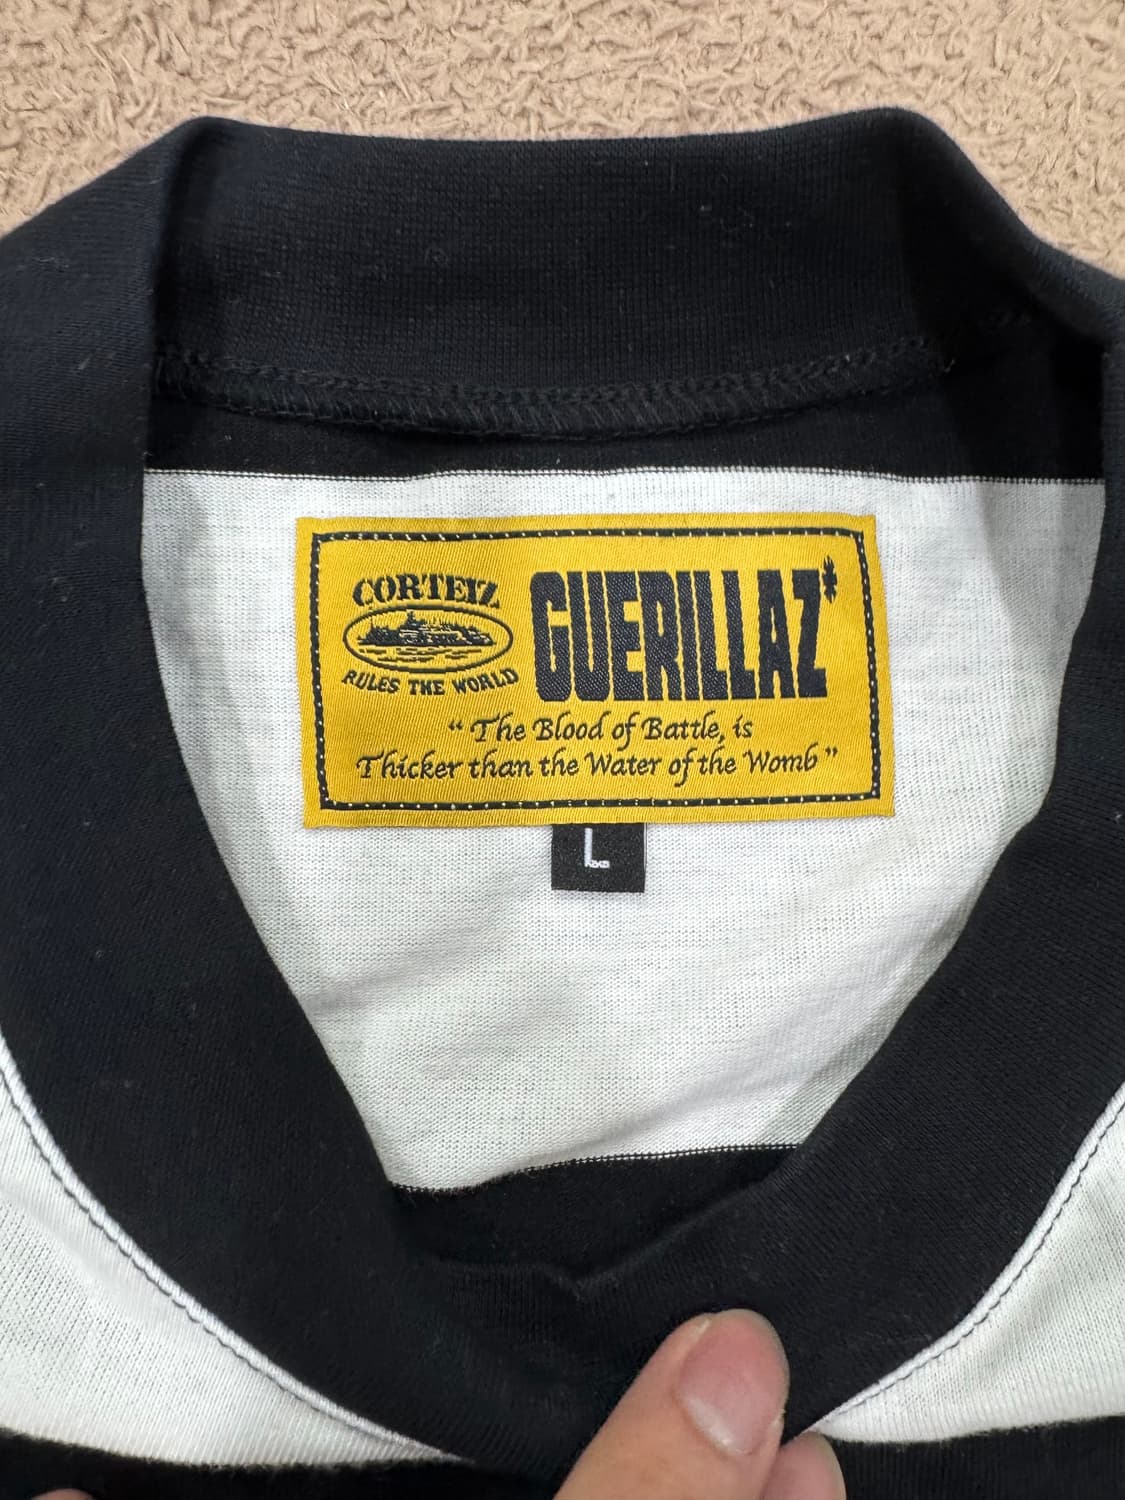 CORTEIZ
RULES THE WORLD
GUERILLAZ*
“ The Blood of Battle, is
Thicker than the Water of the Womb ”
L